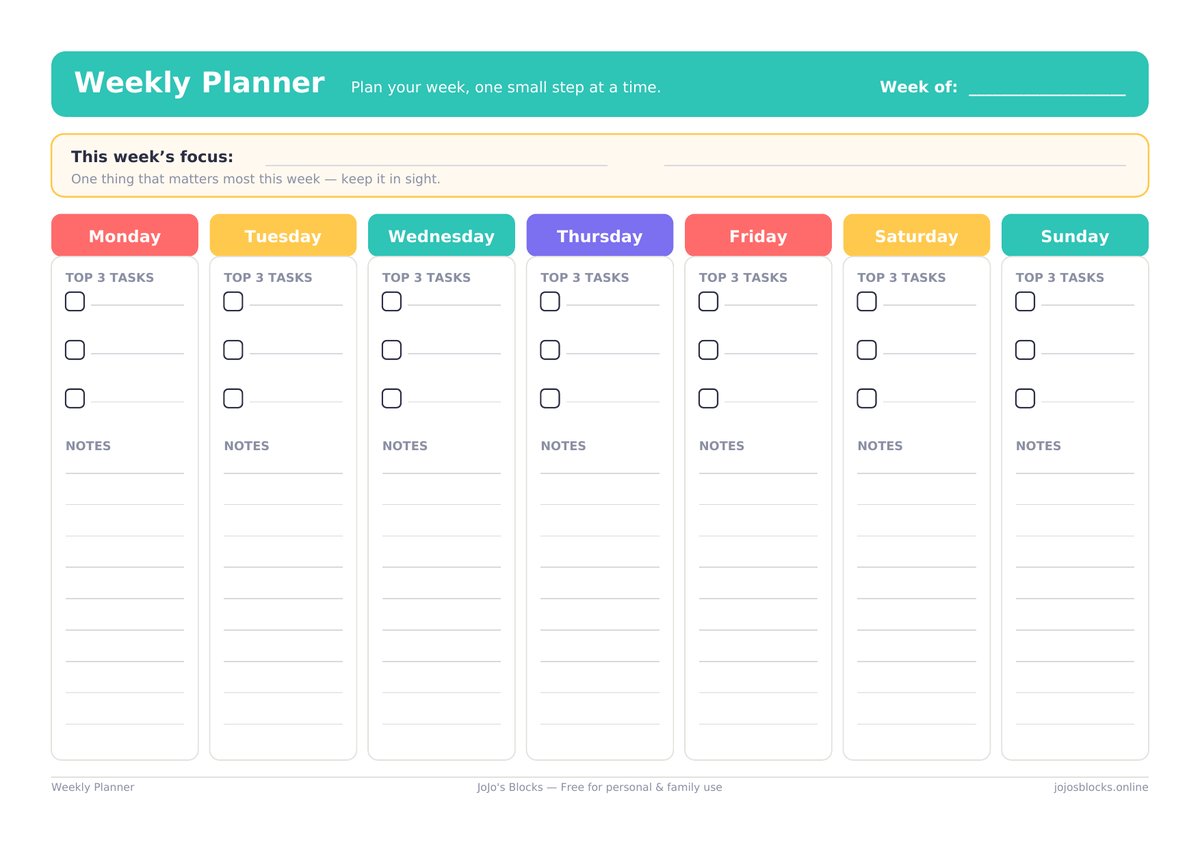 Weekly Planner Plan your week, one small step at a time. Week of:
This week’s focus:
One thing that matters most this week — keep it in sight.
Monday Tuesday Wednesday Thursday Friday Saturday Sunday
TOP 3 TASKS TOP 3 TASKS TOP 3 TASKS TOP 3 TASKS TOP 3 TASKS TOP 3 TASKS TOP 3 TASKS
NOTES NOTES NOTES NOTES NOTES NOTES NOTES
Weekly Planner JoJo's Blocks — Free for personal & family use jojosblocks.online